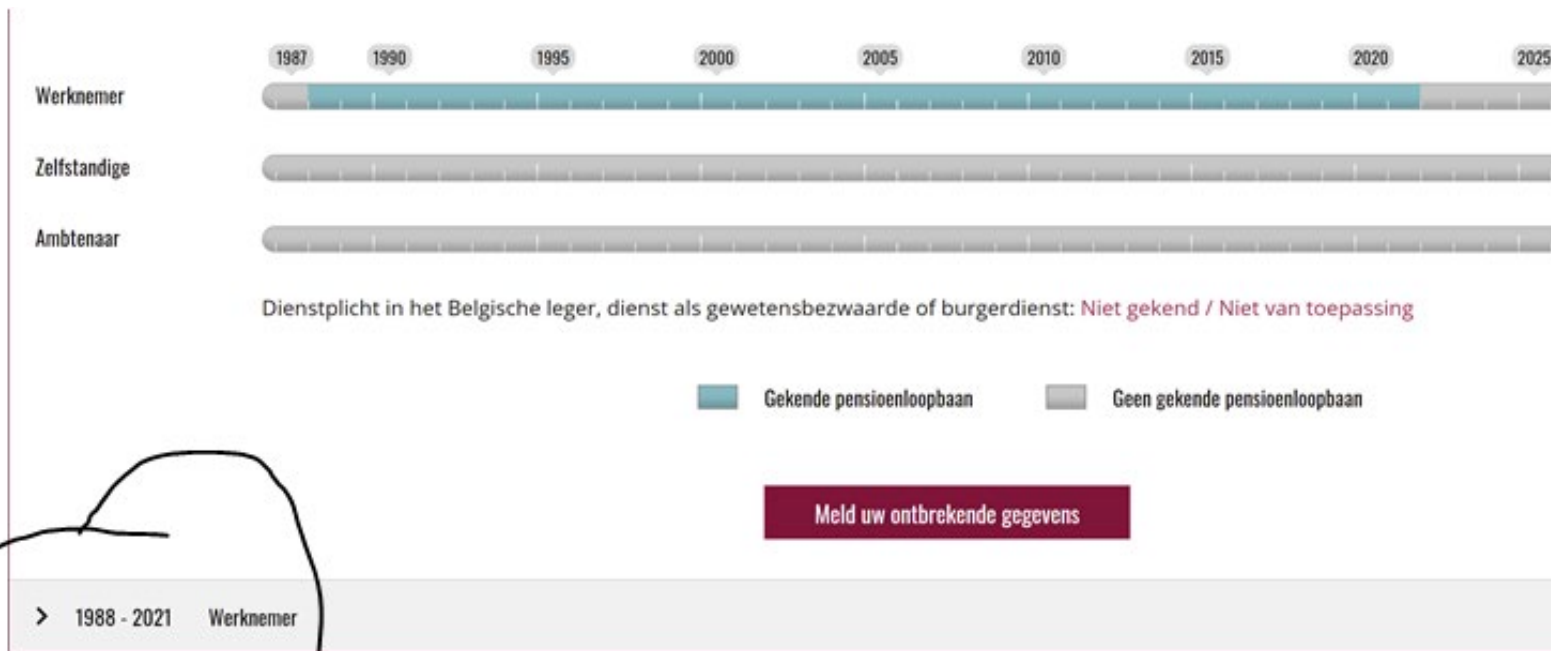 1987 1990 1995 2000 2005 2010 2015 2020 2025
Werknemer
Zelfstandige
Ambtenaar
Dienstplicht in het Belgische leger, dienst als gewetensbezwaarde of burgerdienst: Niet gekend / Niet van toepassing
Gekende pensioenloopbaan Geen gekende pensioenloopbaan
Meld uw ontbrekende gegevens
1988 - 2021 Werknemer